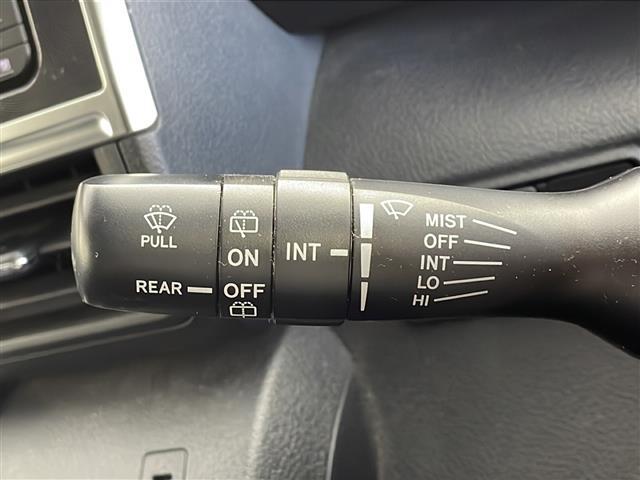 PULL
REAR
ON
OFF
INT
MIST
OFF
INT
LO
HI